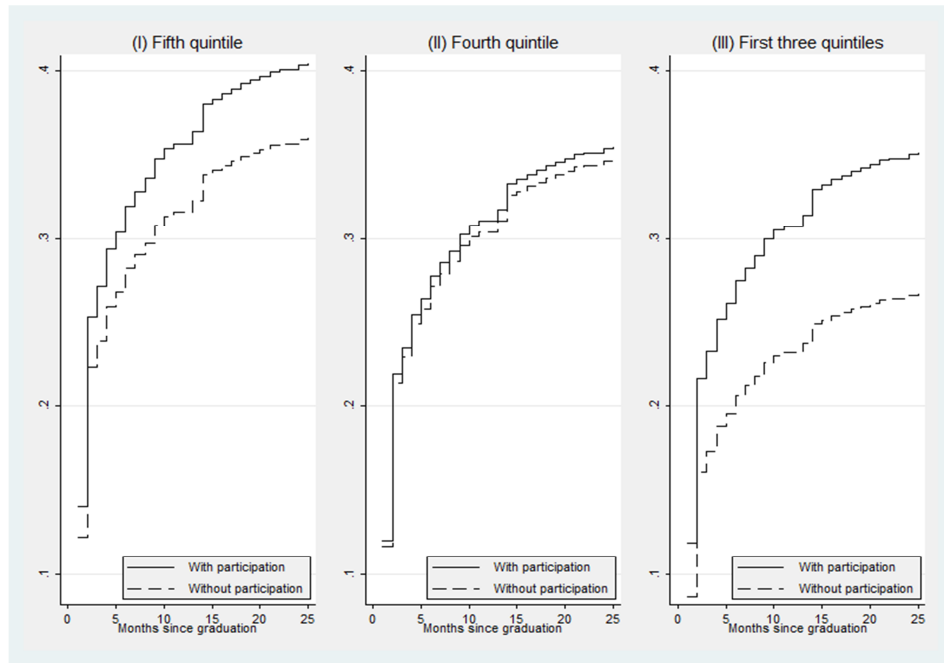 (I) Fifth quintile
.4
.3
.2
.1
With participation
Without participation
0 5 10 15 20 25
Months since graduation
(II) Fourth quintile
.4
.3
.2
.1
With participation
Without participation
0 5 10 15 20 25
Months since graduation
(III) First three quintiles
.4
.3
.2
.1
With participation
Without participation
0 5 10 15 20 25
Months since graduation